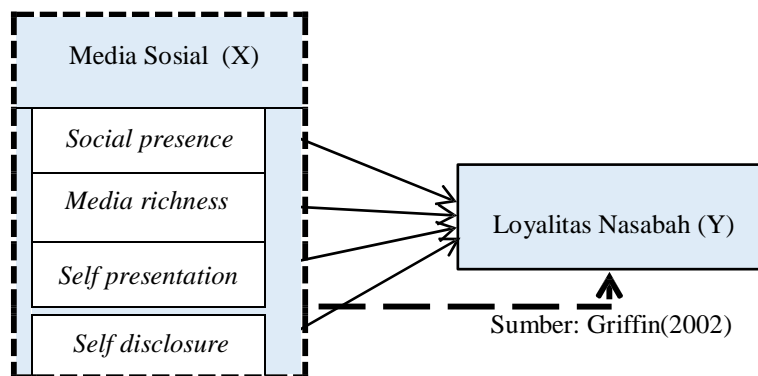 Media Sosial (X)
Social presence
Media richness
Self presentation
Self disclosure
Loyalitas Nasabah (Y)
Sumber: Griffin(2002)